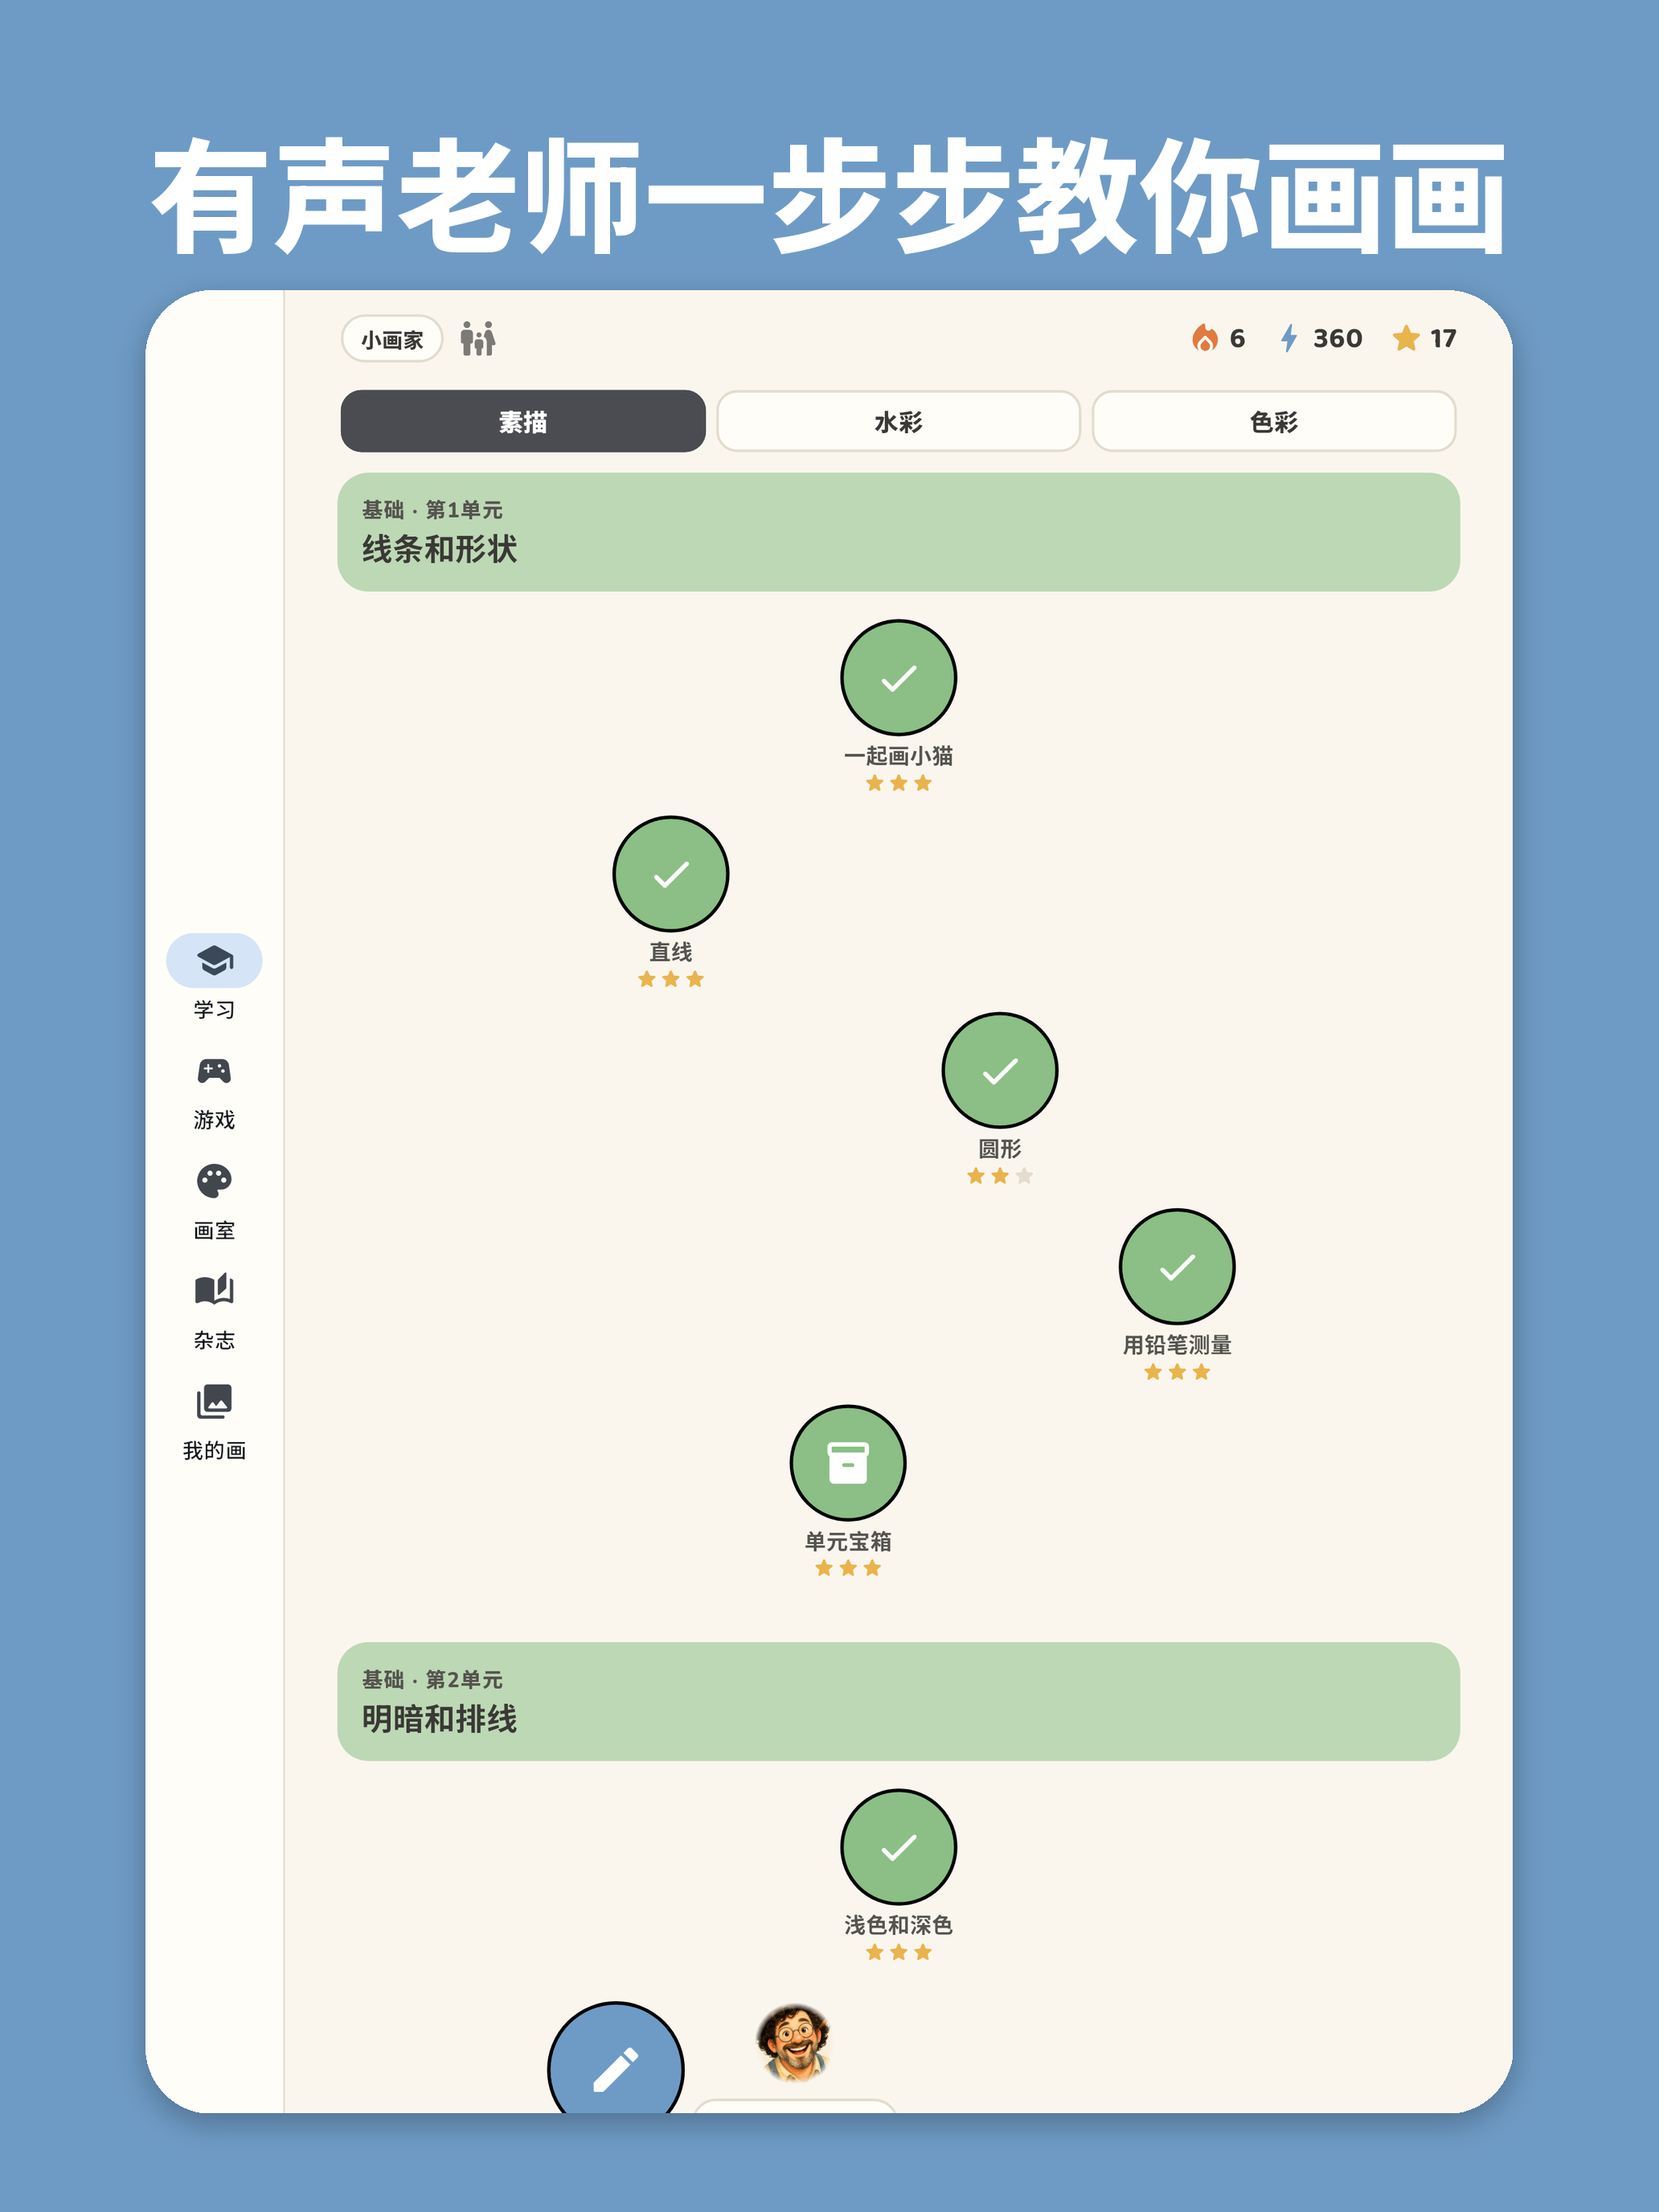 有声老师一步步教你画画
小画家 6 360 17
素描 水彩 色彩
基础 · 第1单元
线条和形状
一起画小猫
直线
学习
游戏
圆形
画室
用铅笔测量
杂志
我的画
单元宝箱
基础 · 第2单元
明暗和排线
浅色和深色